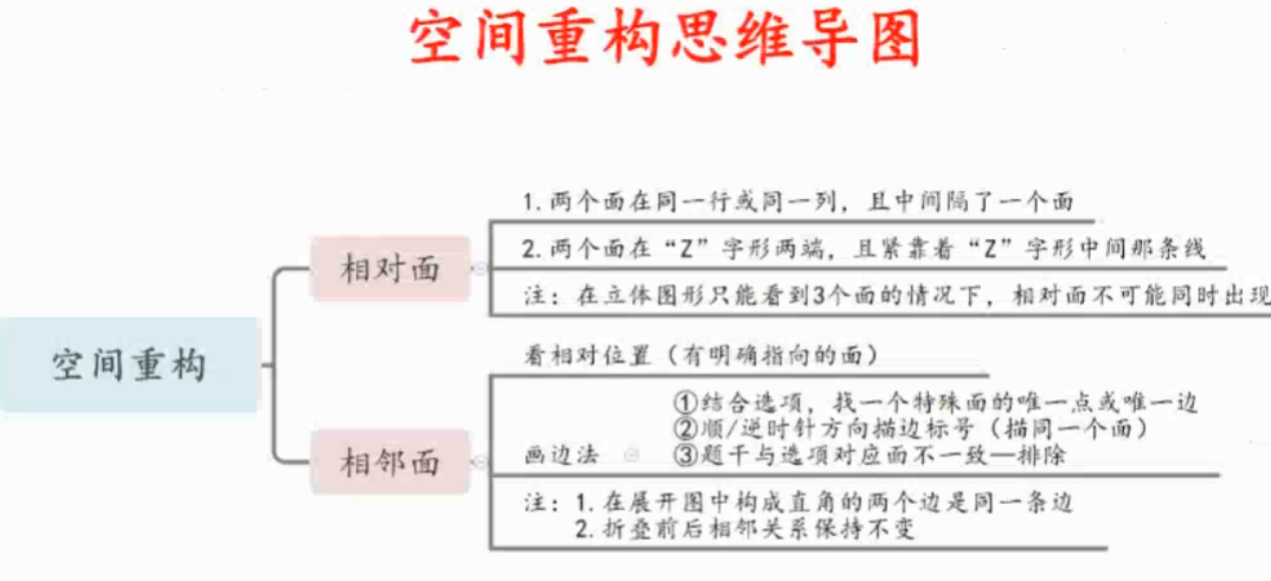 空间重构思维导图
1.两个面在同一行或同一列，且中间隔了一个面
相对面
2.两个面在“Z”字形两端，且紧靠着“Z”字形中间那条线
注：在立体图形只能看到3个面的情况下，相对面不可能同时出现
空间重构
看相对位置（有明确指向的面）
相邻面
画边法
①结合选项，找一个特殊面的唯一点或唯一边
②顺/逆时针方向描边标号（描同一个面）
③题干与选项对应面不一致—排除
注：1.在展开图中构成直角的两个边是同一条边
2.折叠前后相邻关系保持不变